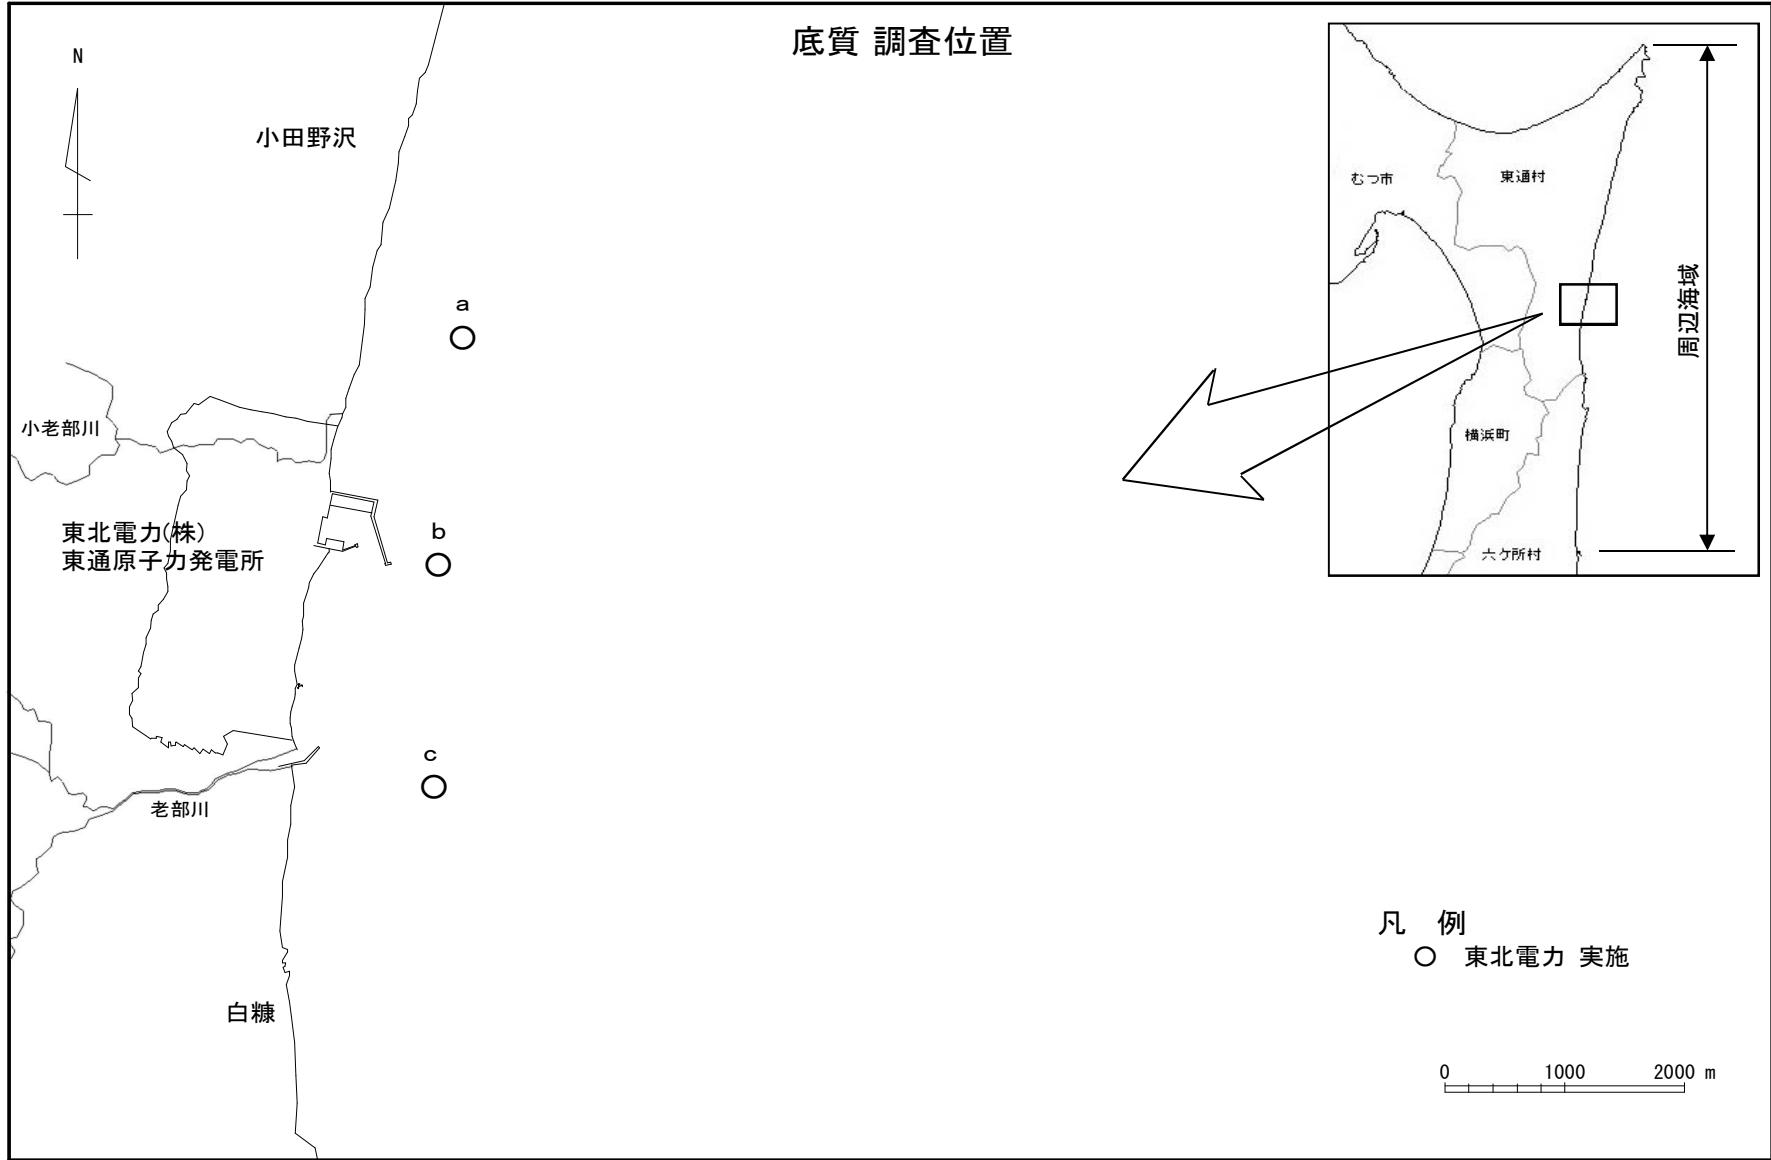 底質 調査位置
N
小田野沢
むつ市
東通村
周辺海域
a
小老部川
横浜町
東北電力(株)
東通原子力発電所
b
六ケ所村
c
老部川
凡 例
○ 東北電力 実施
白糠
0 1000 2000 m